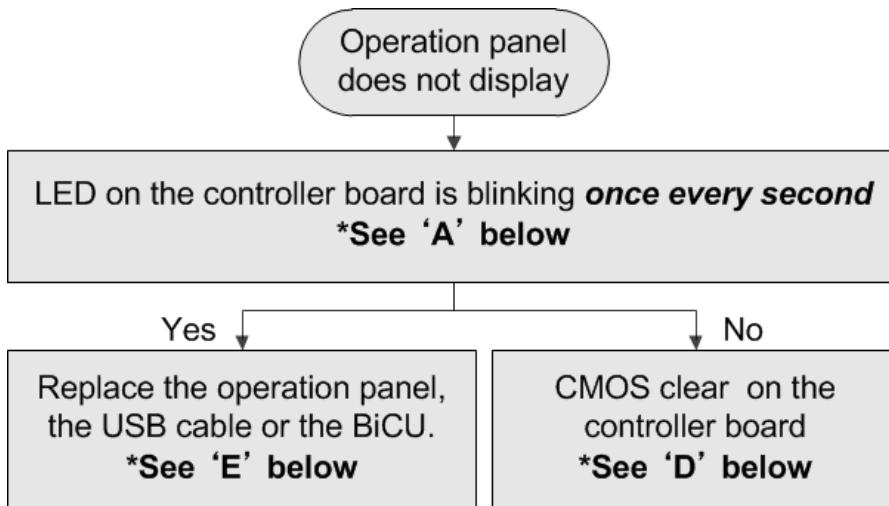 Operation panel
does not display
LED on the controller board is blinking once every second
*See ‘A’ below
Yes
No
Replace the operation panel,
the USB cable or the BiCU.
*See ‘E’ below
CMOS clear on the
controller board
*See ‘D’ below